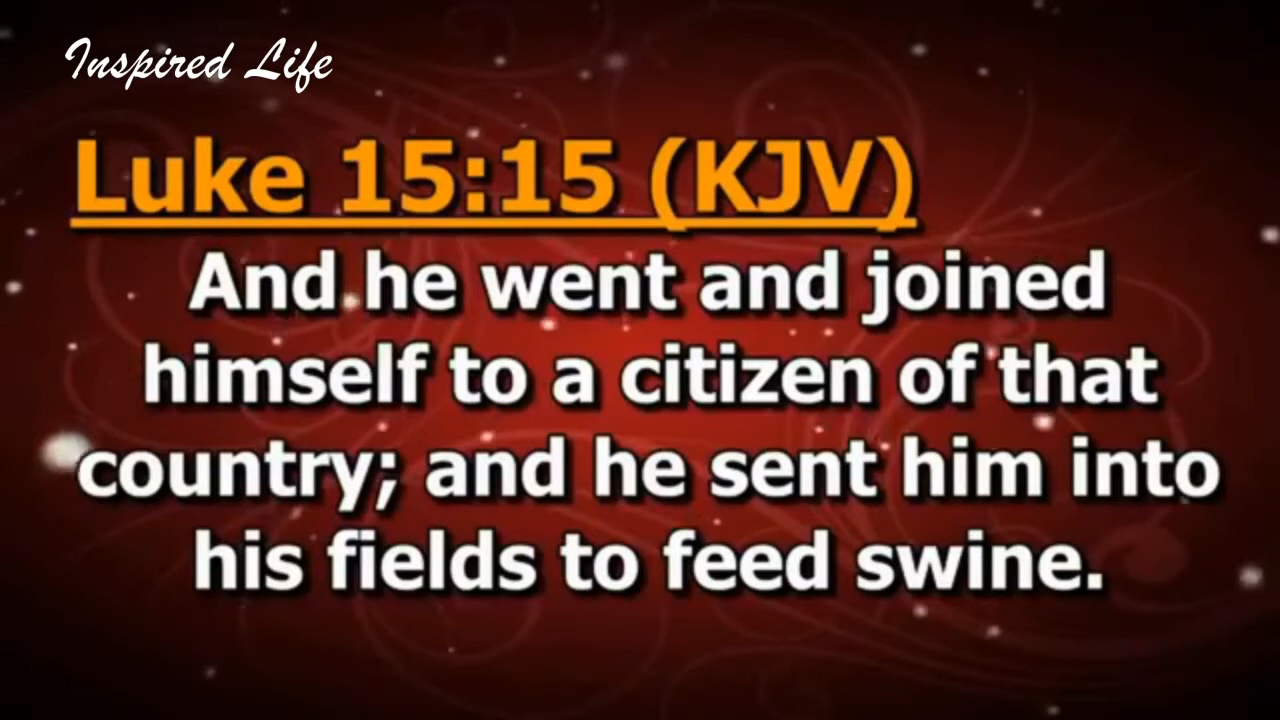 Inspired Life
Luke 15:15 (KJV)
And he went and joined
himself to a citizen of that
country; and he sent him into
his fields to feed swine.